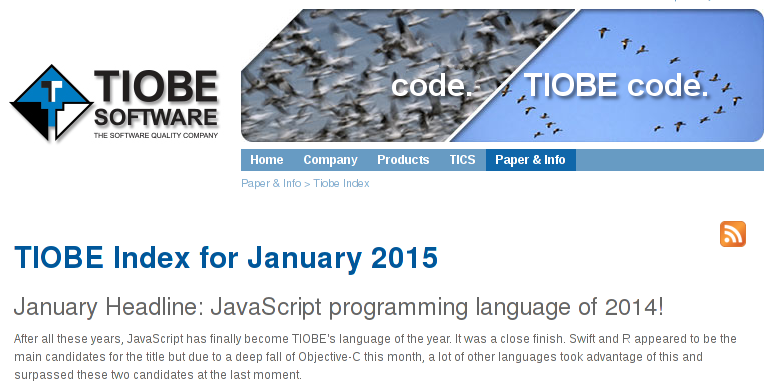 TIOBE
SOFTWARE
THE SOFTWARE QUALITY COMPANY
code.
TIOBE code.
Home Company Products TICS Paper & Info
Paper & Info > Tiobe Index
TIOBE Index for January 2015
January Headline: JavaScript programming language of 2014!
After all these years, JavaScript has finally become TIOBE's language of the year. It was a close finish. Swift and R appeared to be the
main candidates for the title but due to a deep fall of Objective-C this month, a lot of other languages took advantage of this and
surpassed these two candidates at the last moment.